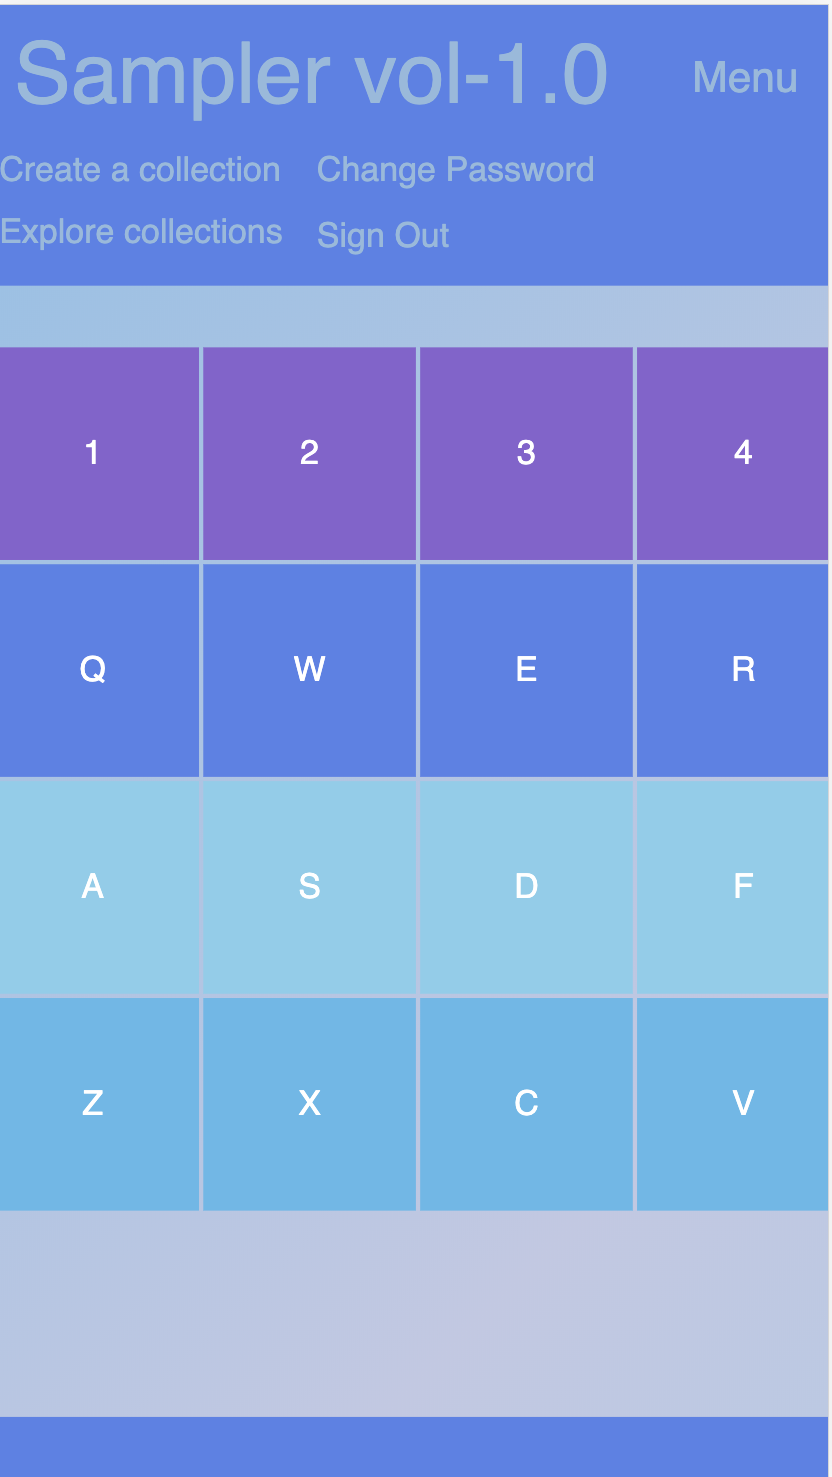 Sampler vol-1.0 Menu
Create a collection Change Password
Explore collections Sign Out
1 2 3 4
Q W E R
A S D F
Z X C V